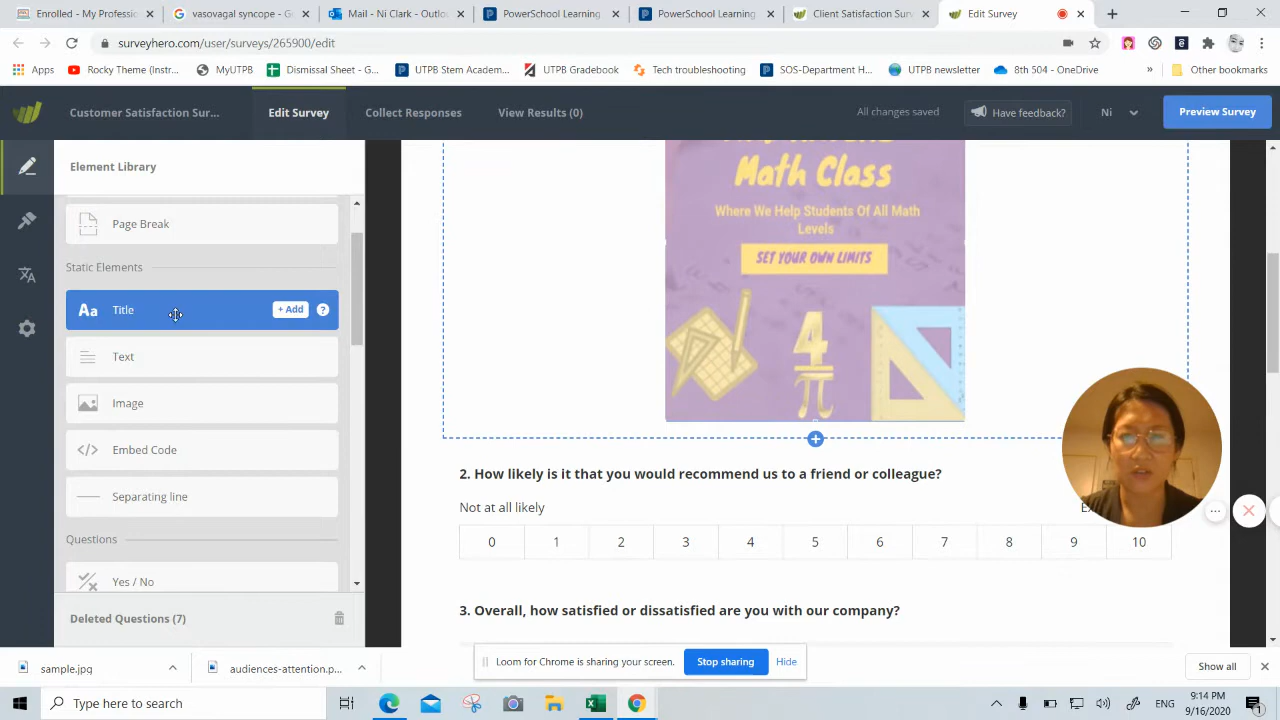 Enrolled - My Professi
vasovagal synrope - Go
Mail - Ni Clark - Outlo
PowerSchool Learning
PowerSchool Learning
Client Satisfaction Surv
Edit Survey
surveyhero.com/user/surveys/265900/edit
Apps
Rocky Theme (Instr...
MyUTPB
Dismissal Sheet - G...
UTPB Stem Academ...
UTPB Gradebook
Tech troubleshooting
SOS-Department H...
UTPB newsletter
8th 504 - OneDrive
»
Other bookmarks
Customer Satisfaction Sur...
Edit Survey
Collect Responses
View Results (0)
All changes saved
Have feedback?
Ni
Preview Survey
Element Library
Page Break
Static Elements
Aa Title
+ Add
?
Text
Image
</> Embed Code
Separating line
Questions
Yes / No
Deleted Questions (7)
Math Class
Where We Help Students Of All Math
Levels
SET YOUR OWN LIMITS
4
π
2. How likely is it that you would recommend us to a friend or colleague?
Not at all likely
0 1 2 3 4 5 6 7 8 9 10
3. Overall, how satisfied or dissatisfied are you with our company?
Loom for Chrome is sharing your screen.
Stop sharing
Hide
sample.jpg
audiences-attention.p...
Show all
Type here to search
9:14 PM
9/16/2020